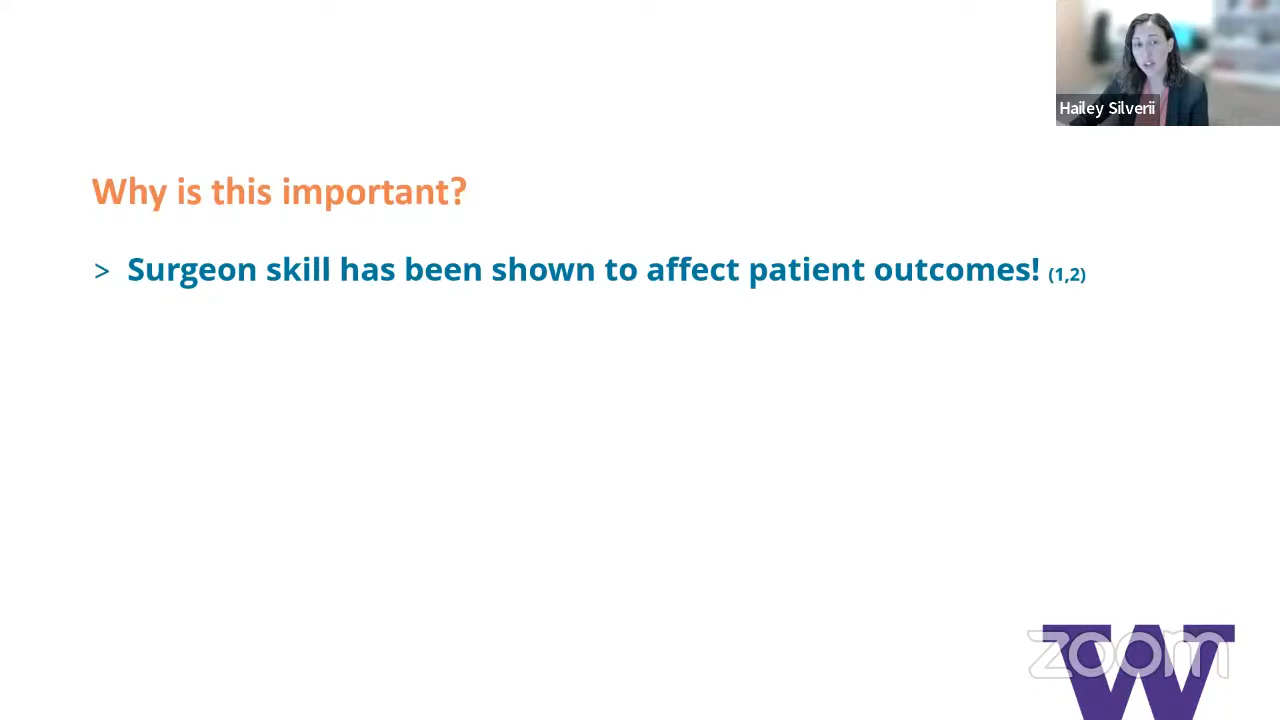 Hailey Silverii
Why is this important?
> Surgeon skill has been shown to affect patient outcomes! (1,2)
zoom
W